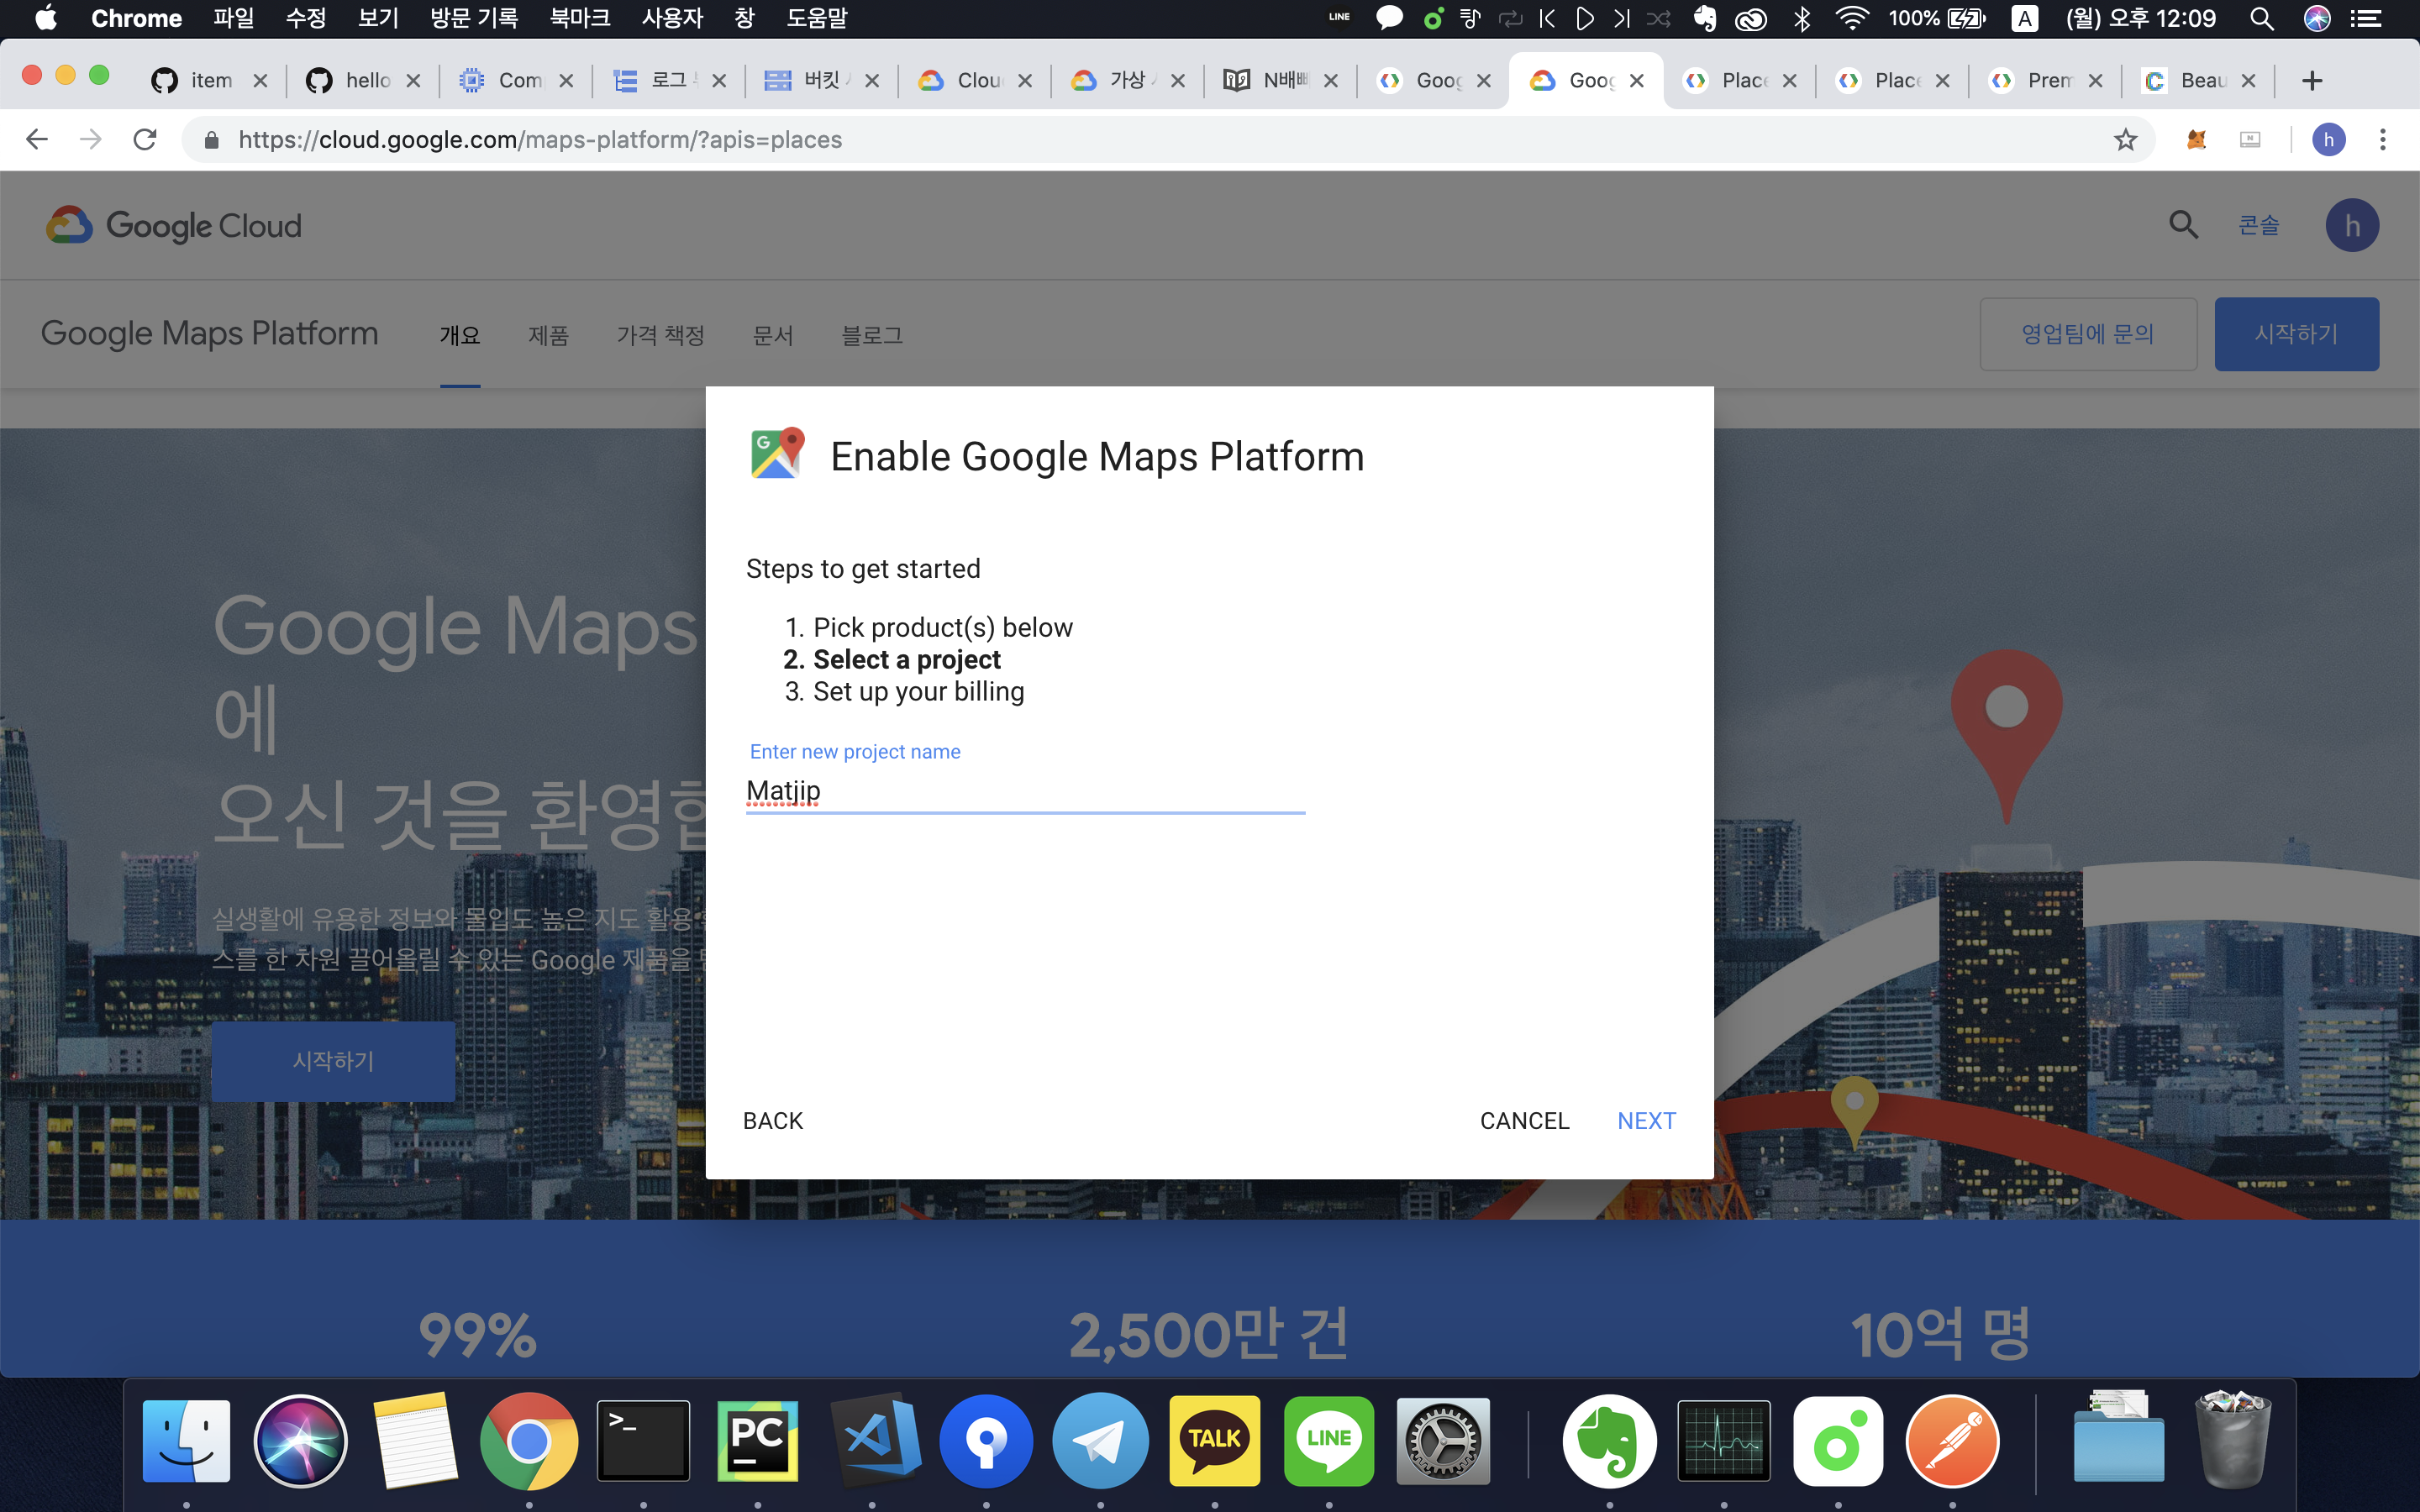 Chrome 파일 수정 보기 방문 기록 북마크 사용자 창 도움말 LINE 100% A (월) 오후 12:09
item hello Com 로그 버킷 Clou 가상 N배 Goog Goog Place Place Prem Beau
https://cloud.google.com/maps-platform/?apis=places h
Google Cloud 콘솔 h
Google Maps Platform 개요 제품 가격 책정 문서 블로그 영업팀에 문의 시작하기
Enable Google Maps Platform
Steps to get started
1. Pick product(s) below
2. Select a project
3. Set up your billing
Enter new project name
Matjip
BACK CANCEL NEXT
Google Maps
에
오신 것을 환영합
실생활에 유용한 정보와 몰입도 높은 지도 활용
스를 한 차원 끌어올릴 수 있는 Google 제품을
시작하기
99% 2,500만 건 10억 명
>_ PC TALK LINE